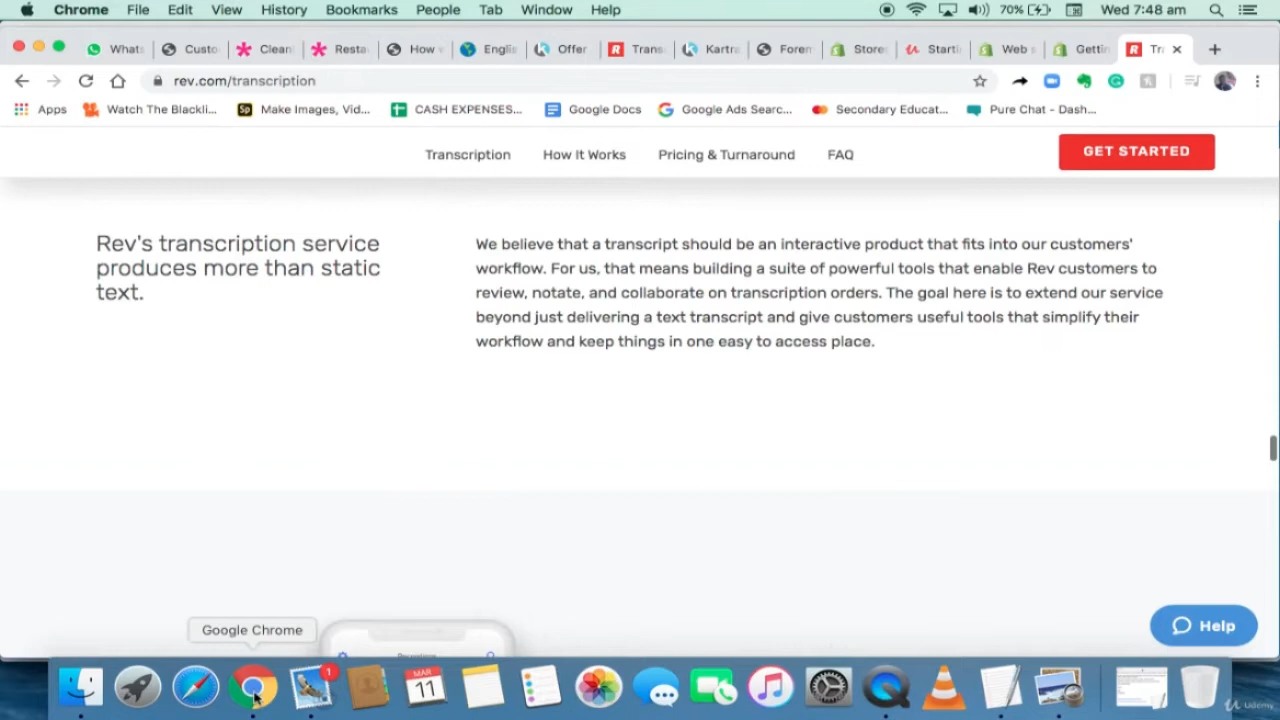 Chrome File Edit View History Bookmarks People Tab Window Help 70% Wed 7:48 am
Whats Custo Clean Resta How v Englis Offer Trans Kartra Foren Store Starti Web s Gettin Tra
rev.com/transcription
Apps Watch The Blackli... Make Images, Vid... CASH EXPENSES... Google Docs Google Ads Searc... Secondary Educat... Pure Chat - Dash...
Transcription How It Works Pricing & Turnaround FAQ GET STARTED
Rev's transcription service
produces more than static
text.
We believe that a transcript should be an interactive product that fits into our customers'
workflow. For us, that means building a suite of powerful tools that enable Rev customers to
review, notate, and collaborate on transcription orders. The goal here is to extend our service
beyond just delivering a text transcript and give customers useful tools that simplify their
workflow and keep things in one easy to access place.
Help
Google Chrome
1
MAR
11
Udemy